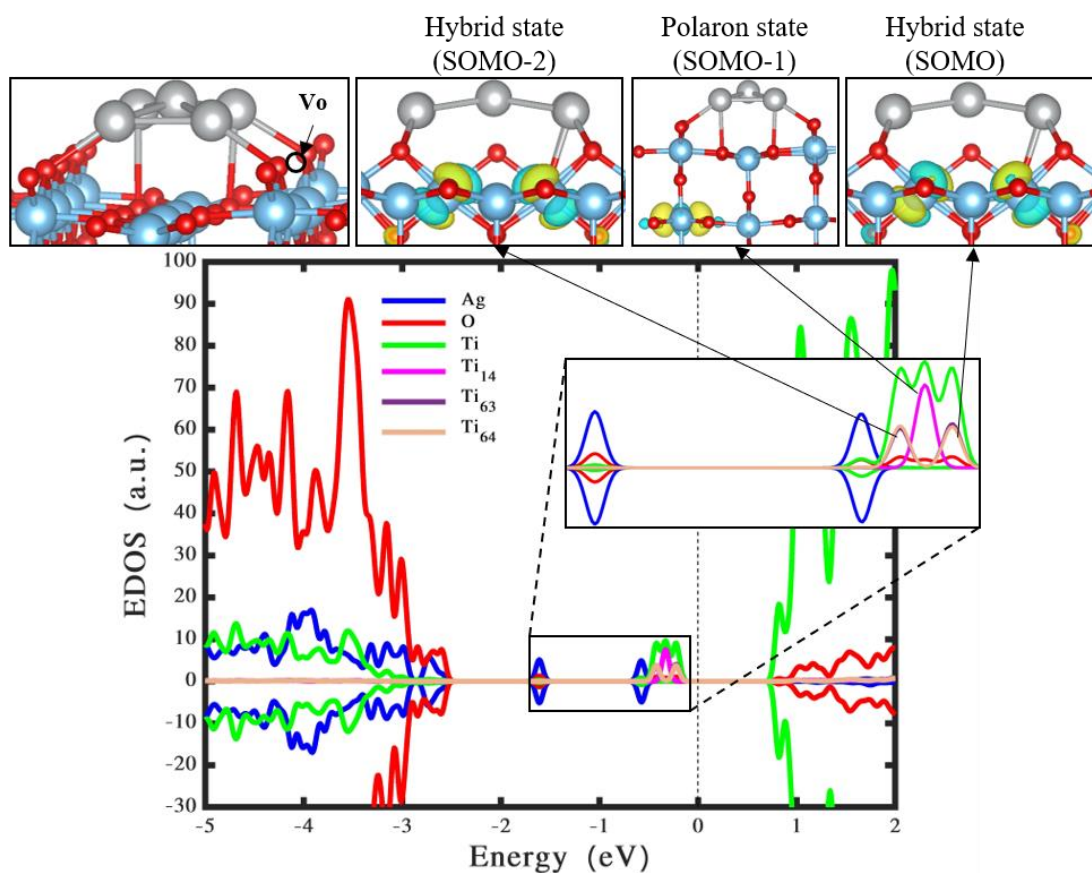 Hybrid state
(SOMO-2)
Polaron state
(SOMO-1)
Hybrid state
(SOMO)
Vo
100
90
80
70
60
50
40
30
20
10
0
-10
-20
-30
EDOS (a.u.)
Ag
O
Ti
Ti14
Ti63
Ti64
-5 -4 -3 -2 -1 0 1 2
Energy (eV)